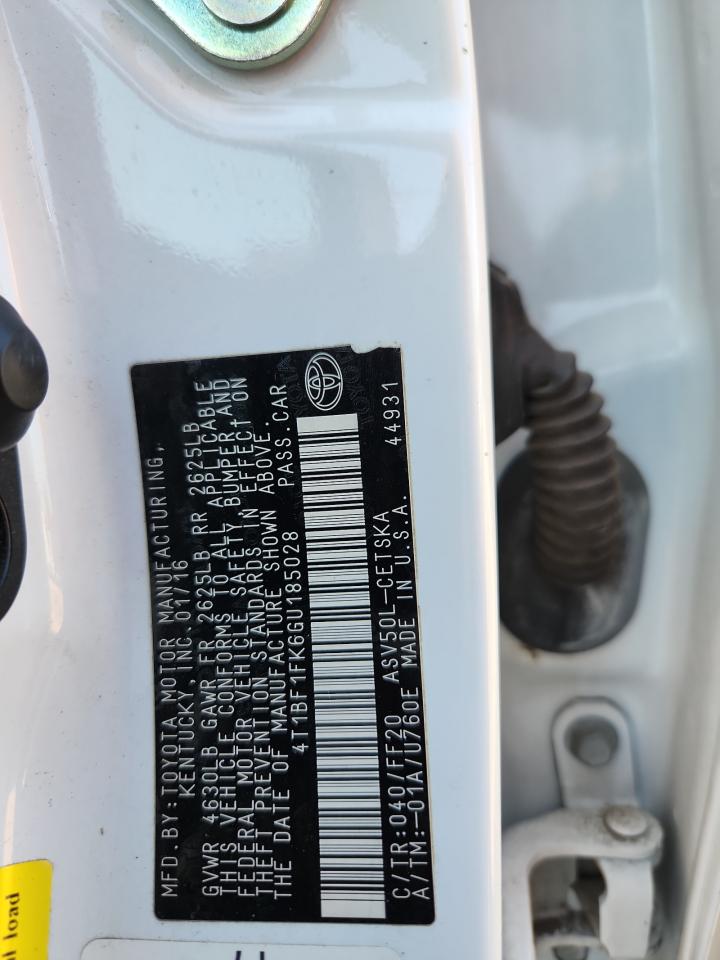 MFD.BY:TOYOTA MOTOR MANUFACTURING,
KENTUCKY, INC. 01/16
GVWR 4630LB GAWR FR 2625LB RR 2625LB
THIS VEHICLE CONFORMS TO ALL APPLICABLE
FEDERAL MOTOR VEHICLE SAFETY, BUMPER, AND
THEFT PREVENTION STANDARDS IN EFFECT ON
THE DATE OF MANUFACTURE SHOWN ABOVE.
4T1BF1FK6GU185028 PASS.CAR
C/TR:040/FF20 ASV50L-CETSKA
A/TM:-01A/U760E MADE IN U.S.A. 44931
load